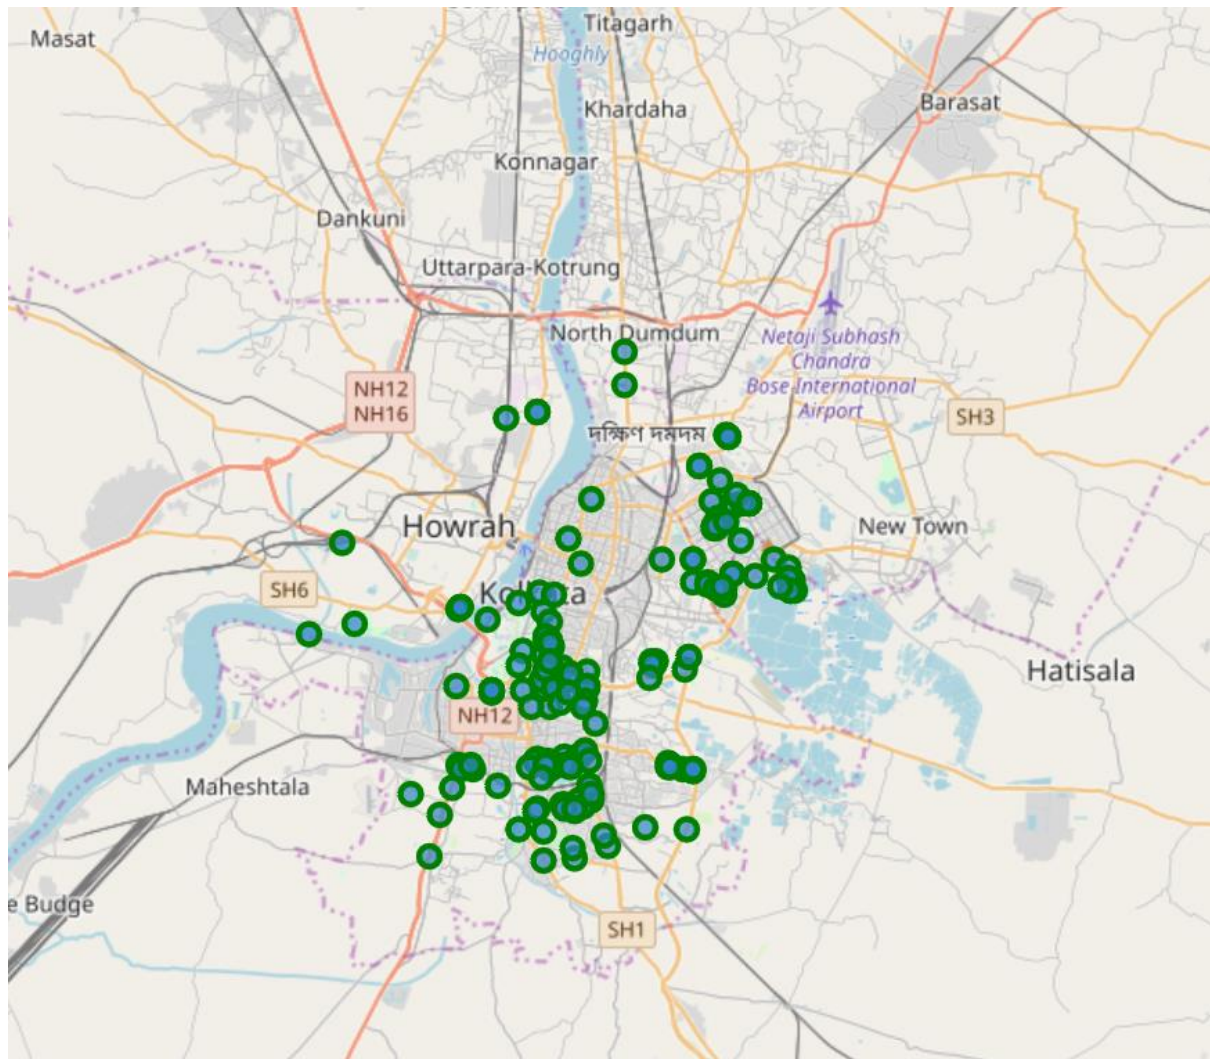 Titagarh
Masat
Hooghly
Khardaha
Barasat
Konnagar
Dankuni
Uttarpara-Kotrung
North Dumdum
Netaji Subhash
Chandra
Bose International
Airport
NH12
NH16
SH3
দক্ষিণ দমদম
Howrah
New Town
SH6
Hatisala
NH12
Maheshtala
e Budge
SH1